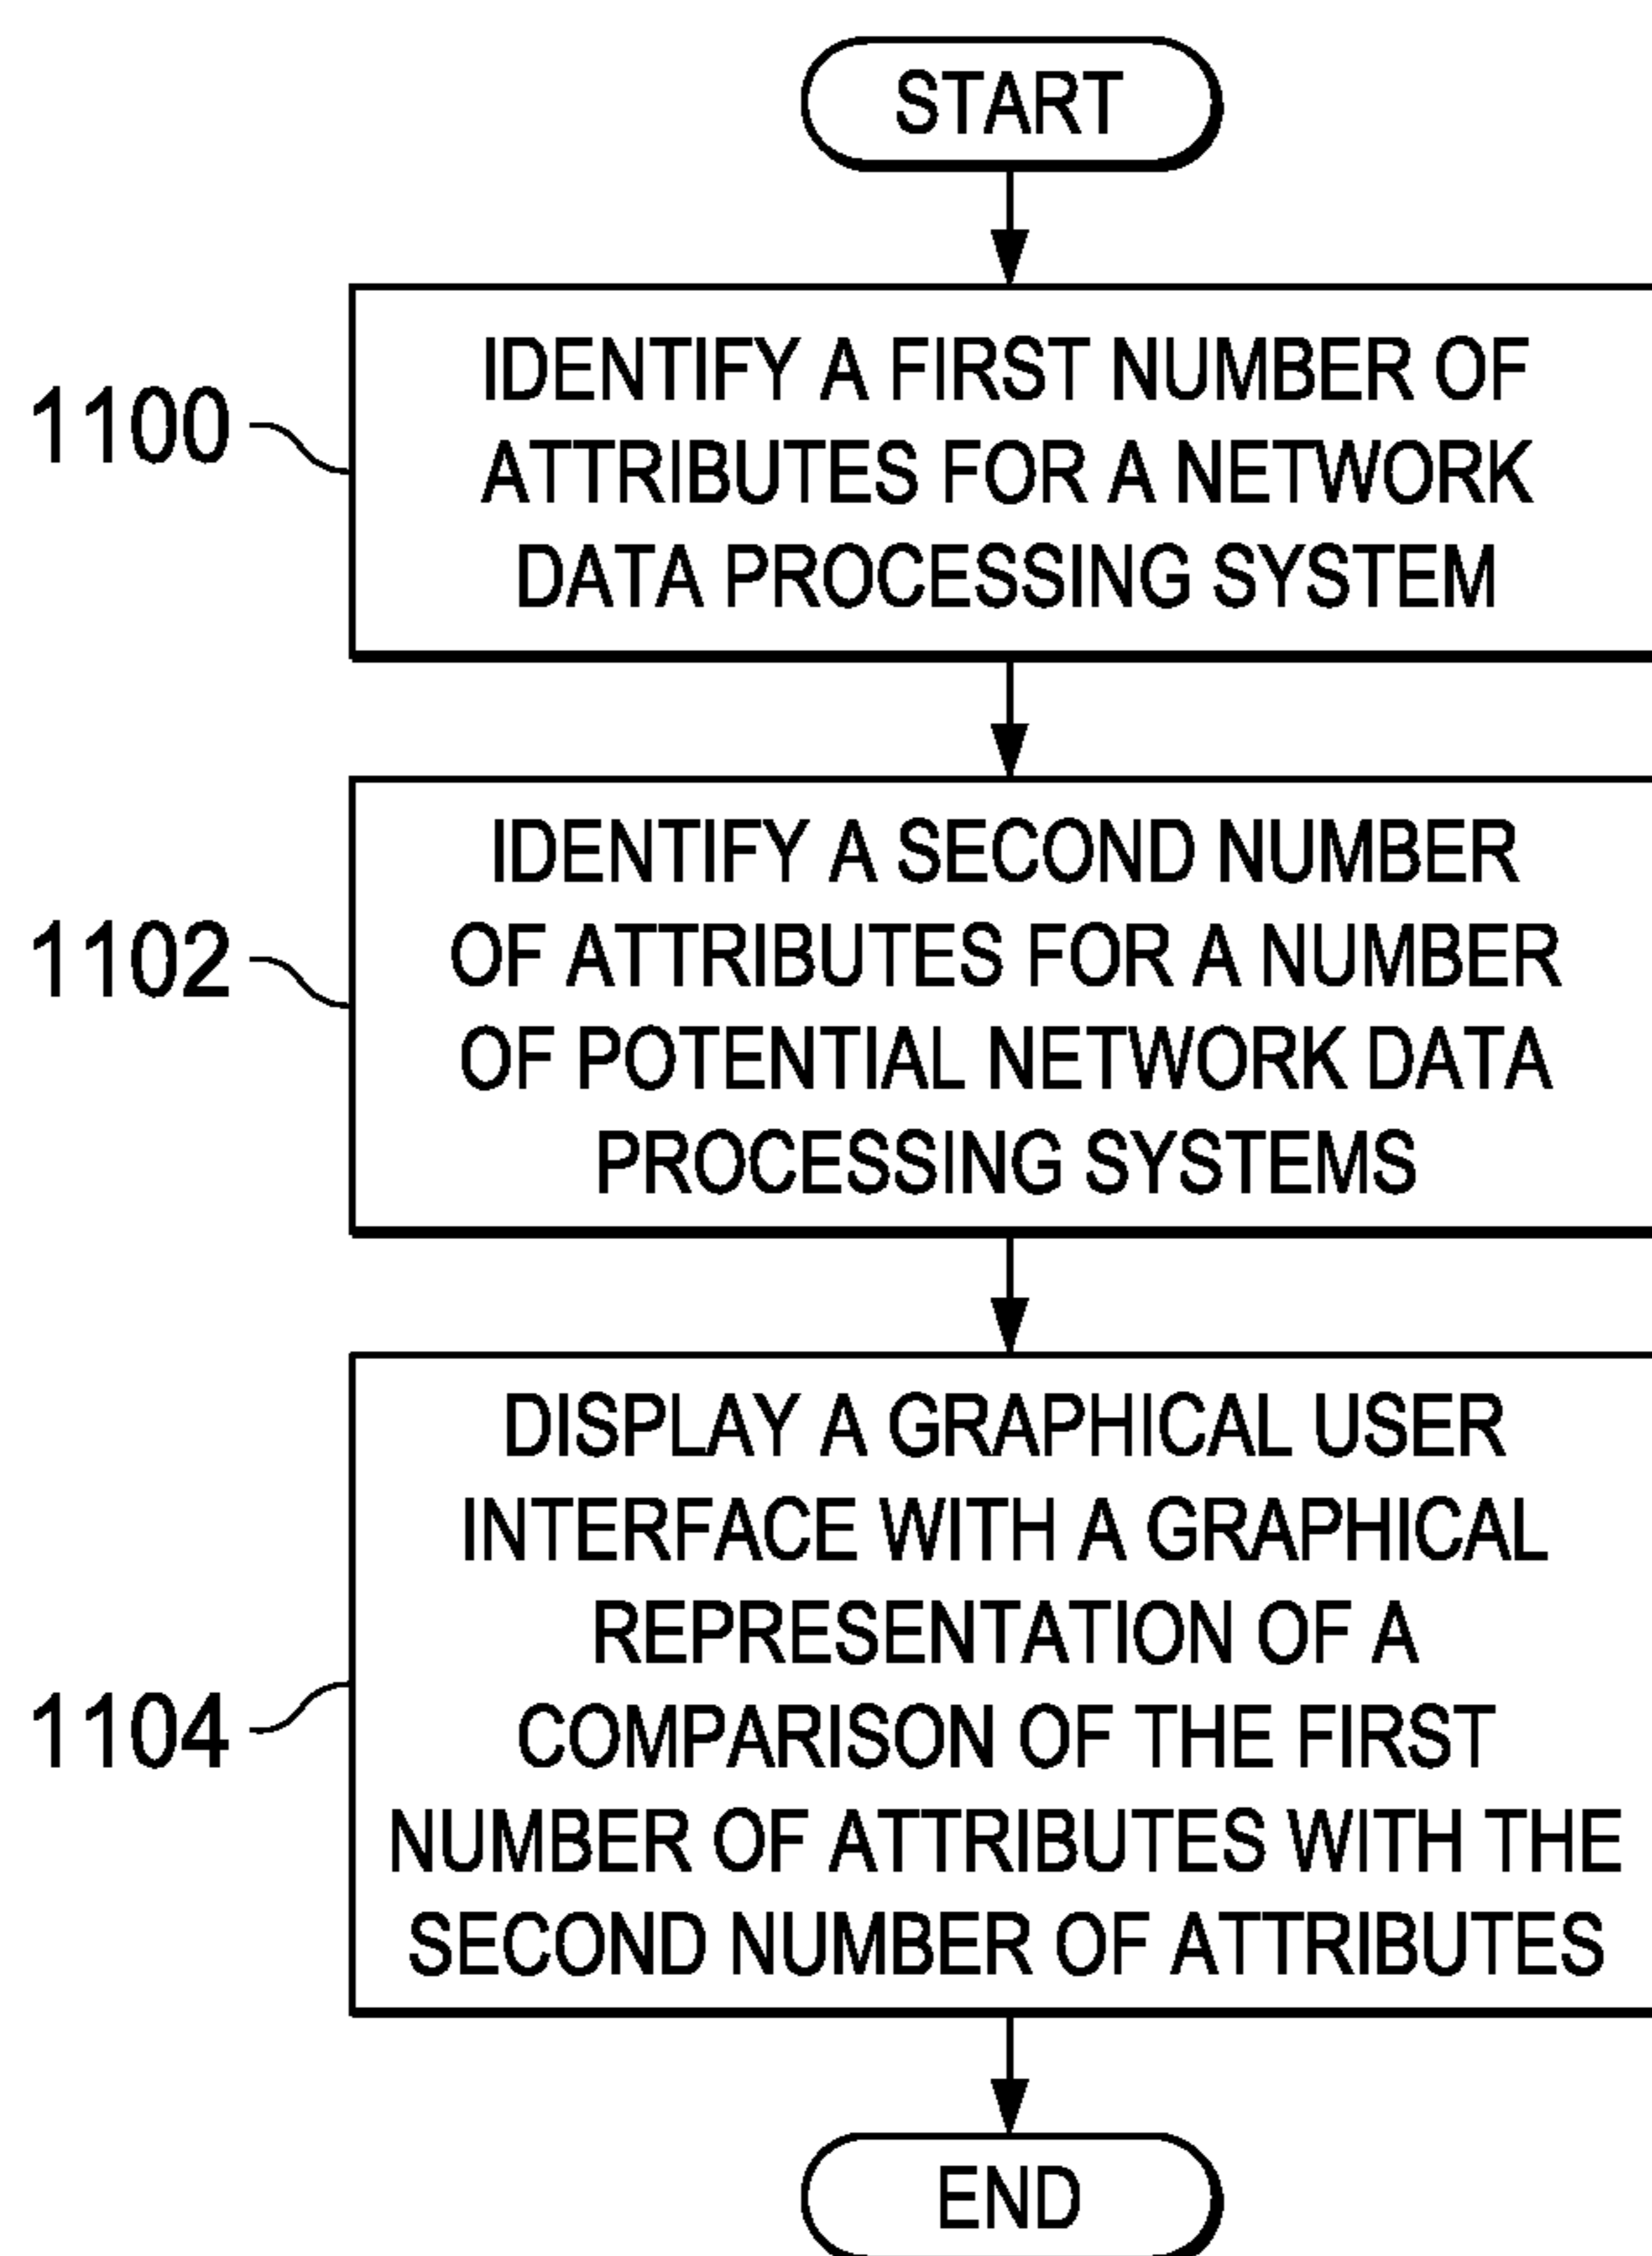 START
1100
IDENTIFY A FIRST NUMBER OF
ATTRIBUTES FOR A NETWORK
DATA PROCESSING SYSTEM
1102
IDENTIFY A SECOND NUMBER
OF ATTRIBUTES FOR A NUMBER
OF POTENTIAL NETWORK DATA
PROCESSING SYSTEMS
1104
DISPLAY A GRAPHICAL USER
INTERFACE WITH A GRAPHICAL
REPRESENTATION OF A
COMPARISON OF THE FIRST
NUMBER OF ATTRIBUTES WITH THE
SECOND NUMBER OF ATTRIBUTES
END